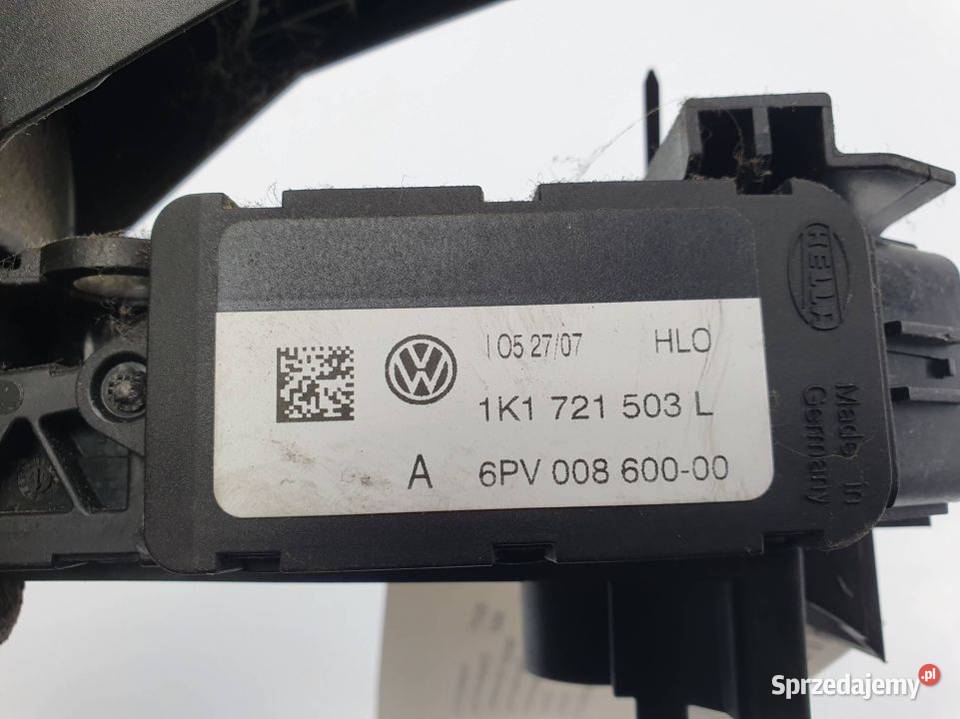 HELLA
I 05 27/07 HLO
1K1 721 503 L
A 6PV 008 600-00
Made in
Germany
Sprzedajemy.pl